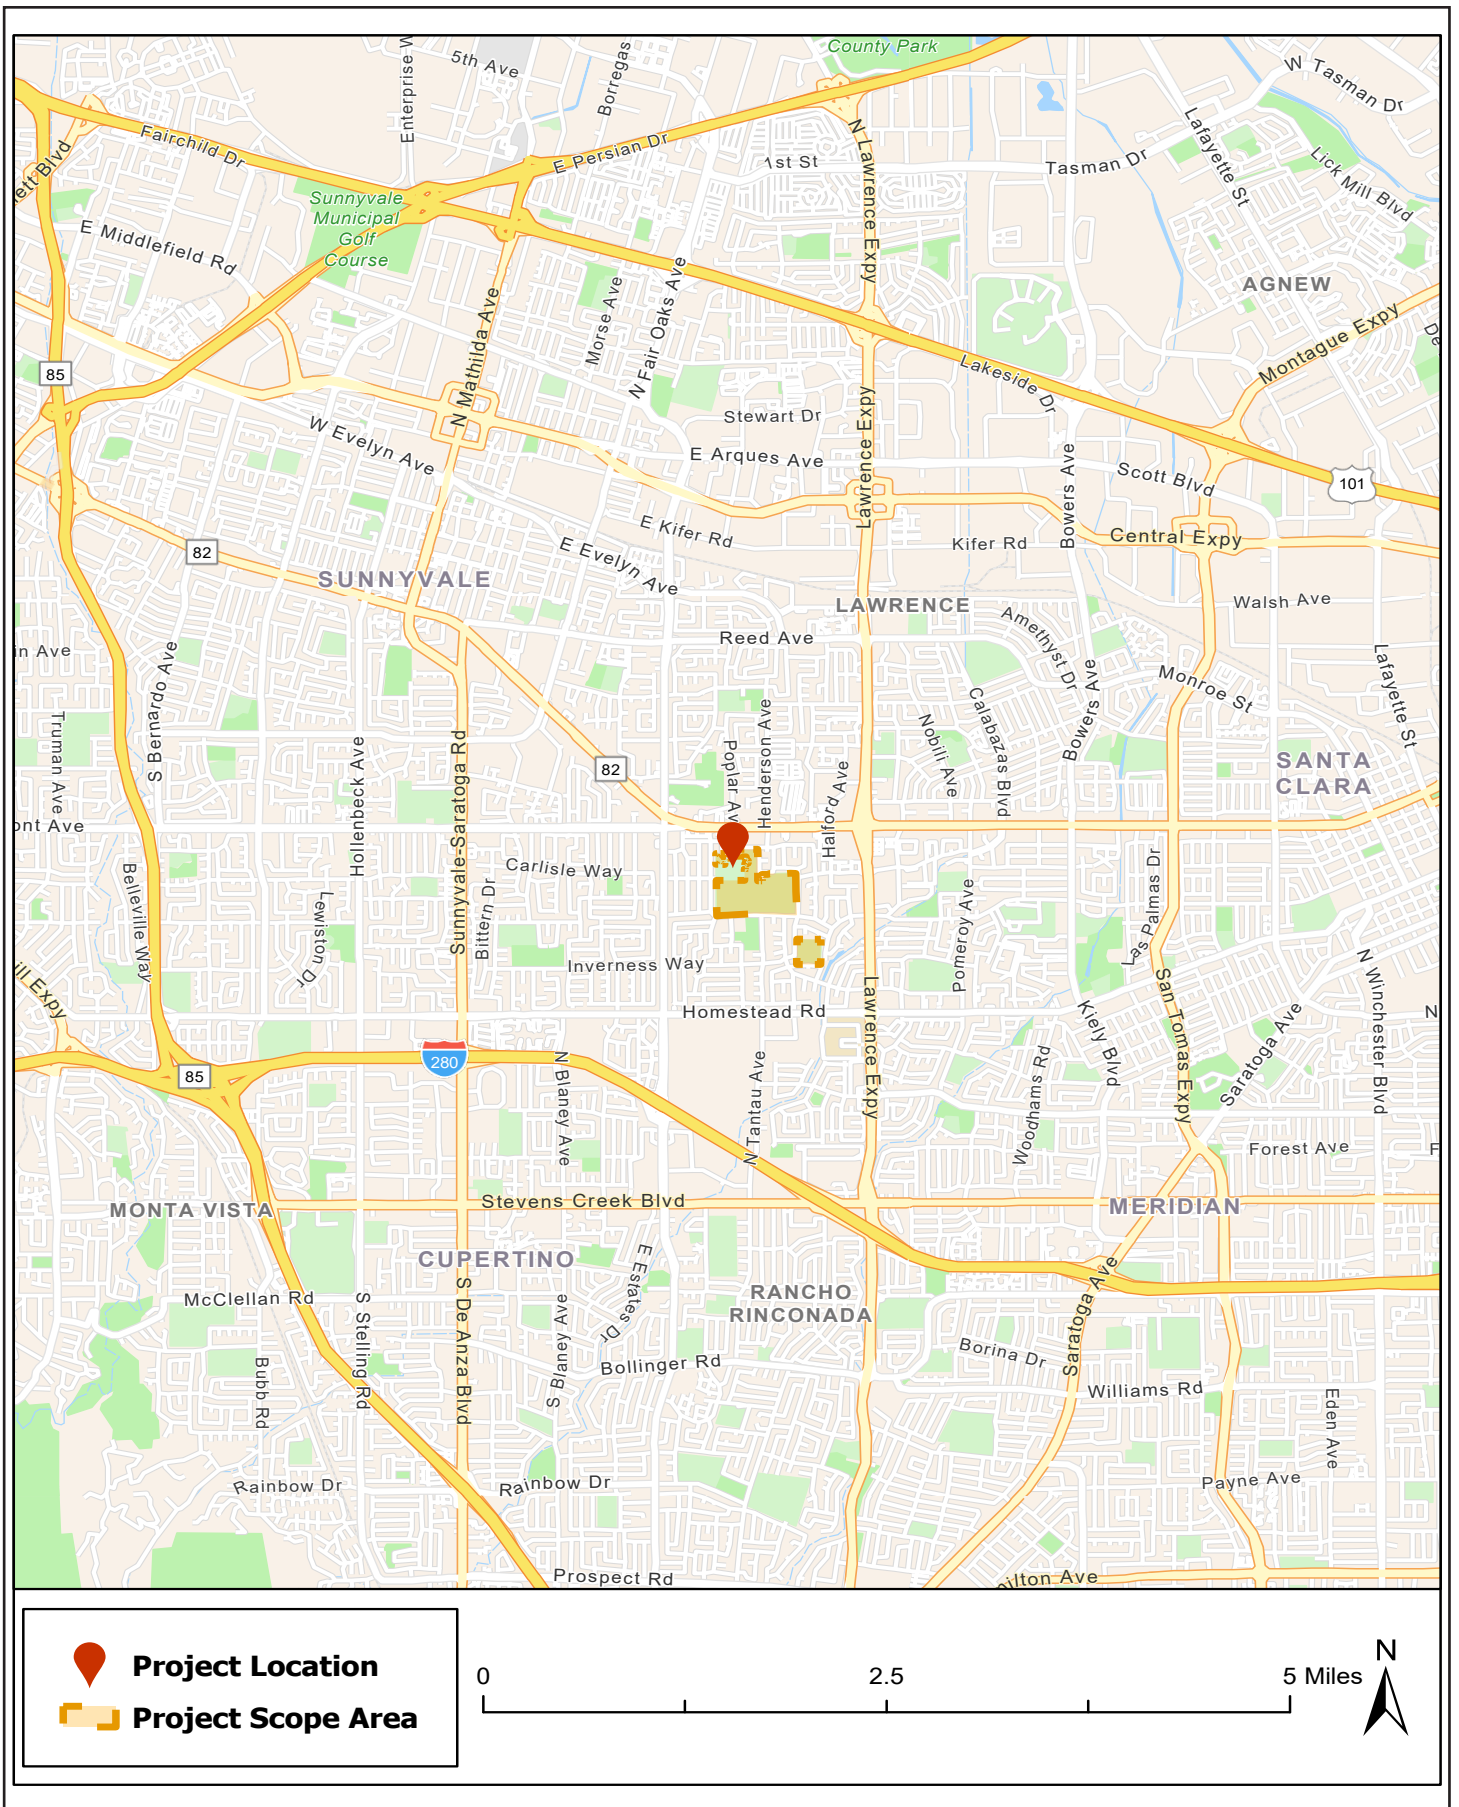 County Park
5th Ave
Enterprise W
Borregas
W Tasman Dr
Fairchild Dr
E Persian Dr
1st St
N Lawrence Expy
Tasman Dr
Lafayette St
Lick Mill Blvd
Sunnyvale
Municipal
Golf
Course
E Middlefield Rd
AGNEW
N Mathilda Ave
Morse Ave
N Fair Oaks Ave
Montague Expy
85
Lakeside Dr
Stewart Dr
W Evelyn Ave
E Arques Ave
Lawrence Expy
Bowers Ave
Scott Blvd
101
E Kifer Rd
Kifer Rd
Central Expy
82
E Evelyn Ave
SUNNYVALE
LAWRENCE
Walsh Ave
Amethyst Dr
Reed Ave
in Ave
S Bernardo Ave
Monroe St
Lafayette St
Truman Ave
Hollenbeck Ave
Sunnyvale-Saratoga Rd
82
Poplar Av
Henderson Ave
Halford Ave
Nobili Ave
Calabazas Blvd
Bowers Ave
SANTA
CLARA
ont Ave
Belleville Way
Lewiston Dr
Carlisle Way
Bittern Dr
Pomeroy Ave
Las Palmas Dr
Inverness Way
ill Expy
Homestead Rd
Lawrence Expy
Kiely Blvd
San Tomas Expy
Saratoga Ave
N Winchester Blvd
N
280
85
N Blaney Ave
N Tantau Ave
Woodhams Rd
Forest Ave
F
MONTA VISTA
Stevens Creek Blvd
MERIDIAN
CUPERTINO
E Estates Dr
RANCHO
RINCONADA
McClellan Rd
S Stelling Rd
S De Anza Blvd
S Blaney Ave
Saratoga Ave
Bollinger Rd
Borina Dr
Williams Rd
Bubb Rd
Eden Ave
Rainbow Dr
Rainbow Dr
Payne Ave
Prospect Rd
ilton Ave
Project Location
Project Scope Area
0 2.5 5 Miles
N